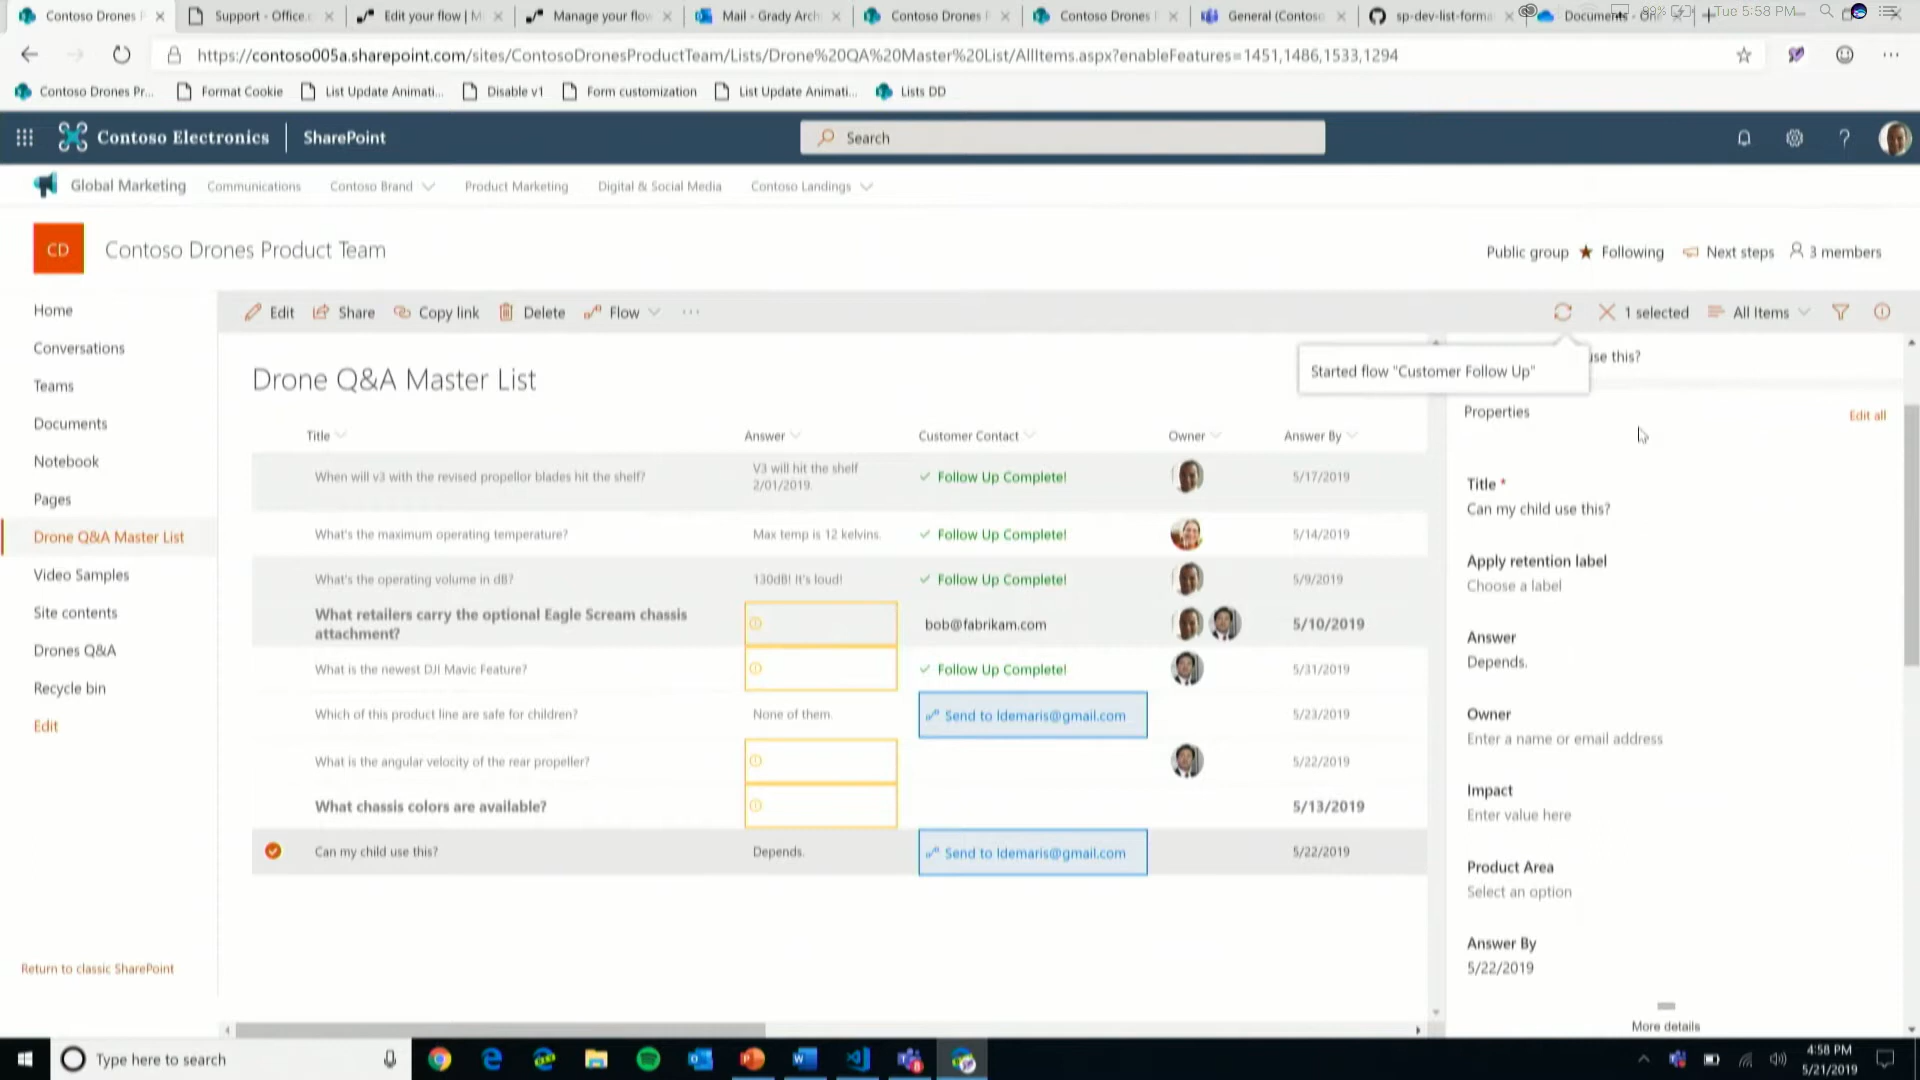 Contoso Drones P
Support - Office.c
Edit your flow | M
Manage your flow
Mail - Grady Arch
Contoso Drones
Contoso Drones
General (Contoso
sp-dev-list-forma
Documents - On
Tue 5:58 PM
https://contoso005a.sharepoint.com/sites/ContosoDronesProductTeam/Lists/Drone%20QA%20Master%20List/AllItems.aspx?enableFeatures=1451,1486,1533,1294
Contoso Drones Pr...
Format Cookie
List Update Animati...
Disable v1
Form customization
List Update Animati...
Lists DD
Contoso Electronics
SharePoint
Search
Global Marketing
Communications
Contoso Brand
Product Marketing
Digital & Social Media
Contoso Landings
CD
Contoso Drones Product Team
Public group
Following
Next steps
3 members
Home
Conversations
Teams
Documents
Notebook
Pages
Drone Q&A Master List
Video Samples
Site contents
Drones Q&A
Recycle bin
Edit
Return to classic SharePoint
Edit
Share
Copy link
Delete
Flow
1 selected
All Items
Drone Q&A Master List
Started flow "Customer Follow Up"
Title
Answer
Customer Contact
Owner
Answer By
When will v3 with the revised propellor blades hit the shelf?
V3 will hit the shelf
2/01/2019.
Follow Up Complete!
5/17/2019
What's the maximum operating temperature?
Max temp is 12 kelvins.
Follow Up Complete!
5/14/2019
What's the operating volume in dB?
130dB! It's loud!
Follow Up Complete!
5/9/2019
What retailers carry the optional Eagle Scream chassis
attachment?
bob@fabrikam.com
5/10/2019
What is the newest DJI Mavic Feature?
Follow Up Complete!
5/31/2019
Which of this product line are safe for children?
None of them.
Send to ldemaris@gmail.com
5/23/2019
What is the angular velocity of the rear propeller?
5/22/2019
What chassis colors are available?
5/13/2019
Can my child use this?
Depends.
Send to ldemaris@gmail.com
5/22/2019
use this?
Properties
Edit all
Title *
Can my child use this?
Apply retention label
Choose a label
Answer
Depends.
Owner
Enter a name or email address
Impact
Enter value here
Product Area
Select an option
Answer By
5/22/2019
More details
Type here to search
4:58 PM
5/21/2019